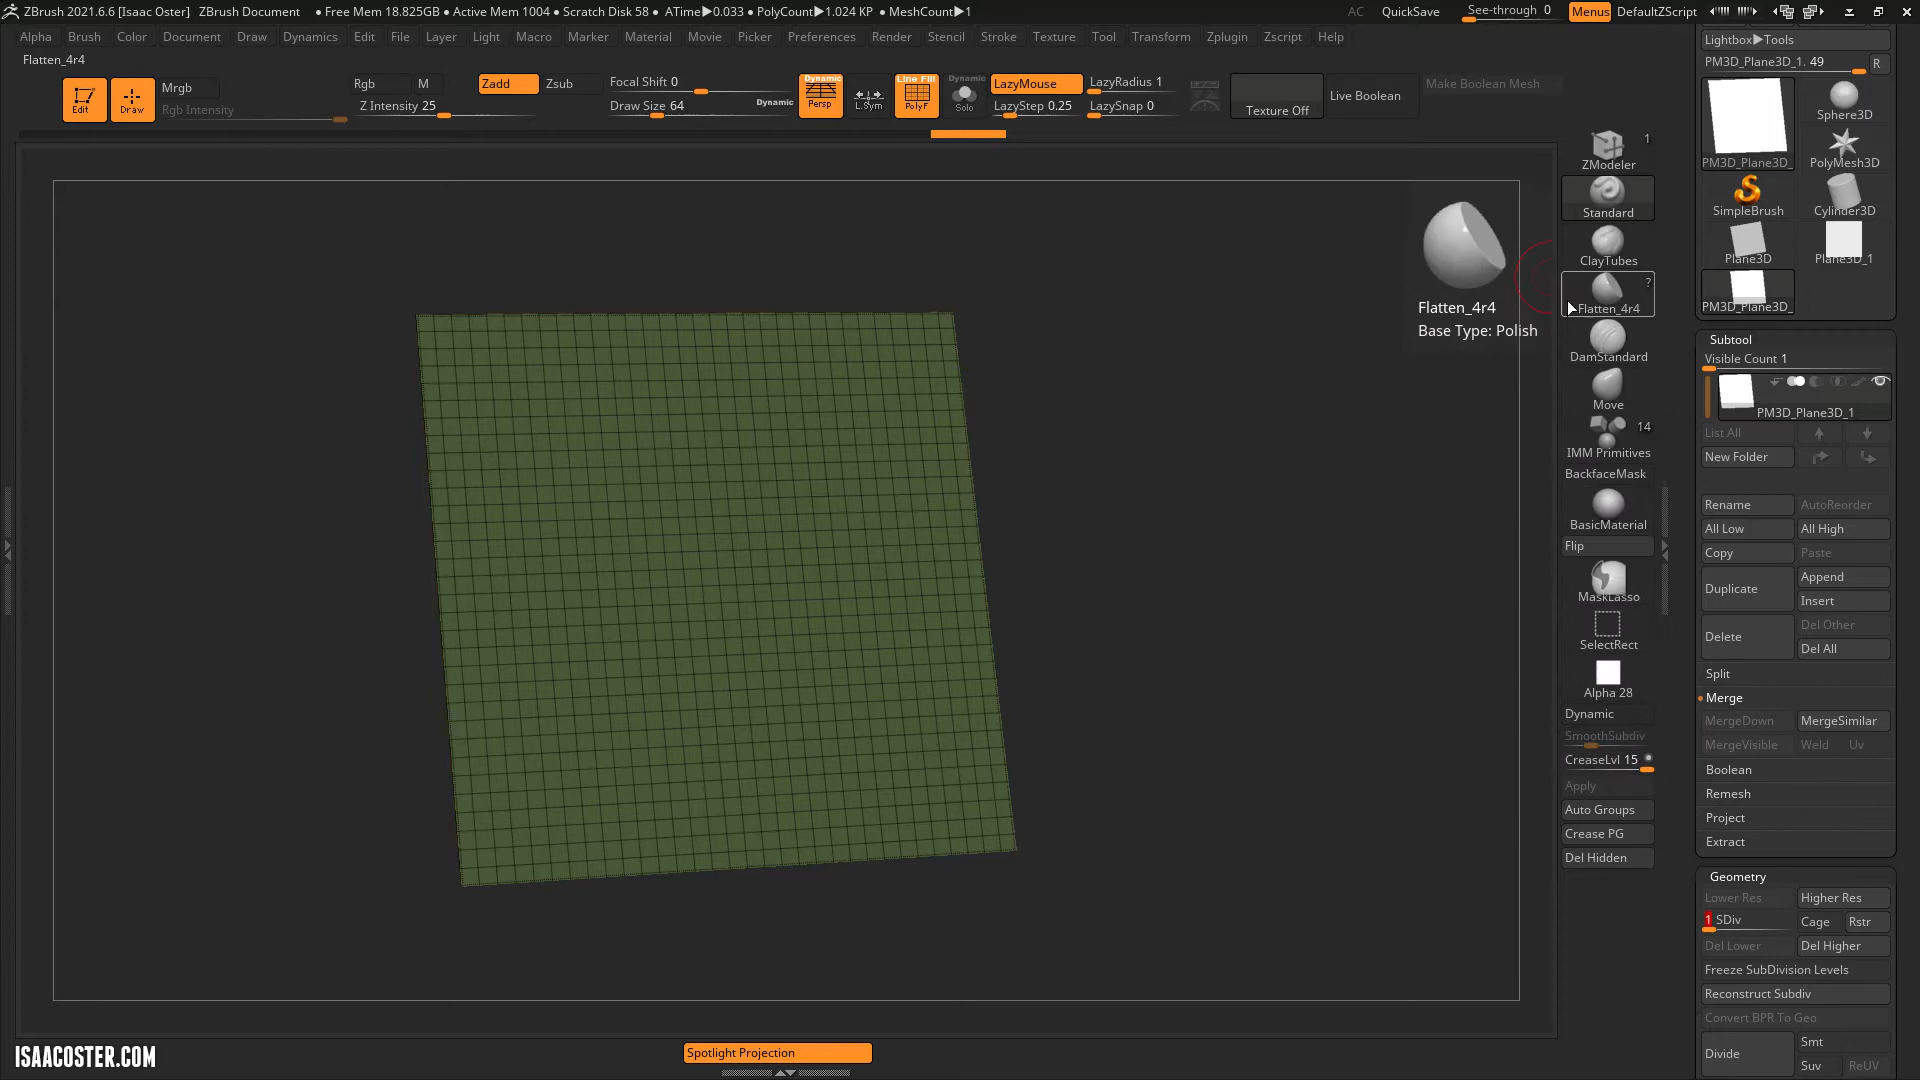 ZBrush 2021.6.6 [Isaac Oster] ZBrush Document • Free Mem 18.825GB • Active Mem 1004 • Scratch Disk 58 • ATime▶0.033 • PolyCount▶1.024 KP • MeshCount▶1 AC QuickSave See-through 0 Menus DefaultZScript
Alpha Brush Color Document Draw Dynamics Edit File Layer Light Macro Marker Material Movie Picker Preferences Render Stencil Stroke Texture Tool Transform Zplugin Zscript Help
Flatten_4r4
Edit
Draw
Mrgb
Rgb Intensity
Rgb M
Z Intensity 25
Zadd Zsub
Focal Shift 0
Draw Size 64
Dynamic
Dynamic
Persp
L.Sym
Line Fill
PolyF
Dynamic
Solo
LazyMouse
LazyStep 0.25
LazyRadius 1
LazySnap 0
Texture Off
Live Boolean
Make Boolean Mesh
Flatten_4r4
Base Type: Polish
1
ZModeler
Standard
ClayTubes
?
Flatten_4r4
DamStandard
Move
14
IMM Primitives
BackfaceMask
BasicMaterial
Flip
MaskLasso
SelectRect
Alpha 28
Dynamic
SmoothSubdiv
CreaseLvl 15
Apply
Auto Groups
Crease PG
Del Hidden
Lightbox▶Tools
PM3D_Plane3D_1. 49 R
PM3D_Plane3D_
Sphere3D
PolyMesh3D
SimpleBrush
Cylinder3D
Plane3D
Plane3D_1
PM3D_Plane3D_
Subtool
Visible Count 1
PM3D_Plane3D_1
List All
New Folder
Rename AutoReorder
All Low All High
Copy Paste
Duplicate
Append
Insert
Delete
Del Other
Del All
Split
Merge
MergeDown MergeSimilar
MergeVisible Weld Uv
Boolean
Remesh
Project
Extract
Geometry
Lower Res Higher Res
1 SDiv Cage Rstr
Del Lower Del Higher
Freeze SubDivision Levels
Reconstruct Subdiv
Convert BPR To Geo
Divide
Smt
Suv ReUV
Spotlight Projection
ISAACOSTER.COM